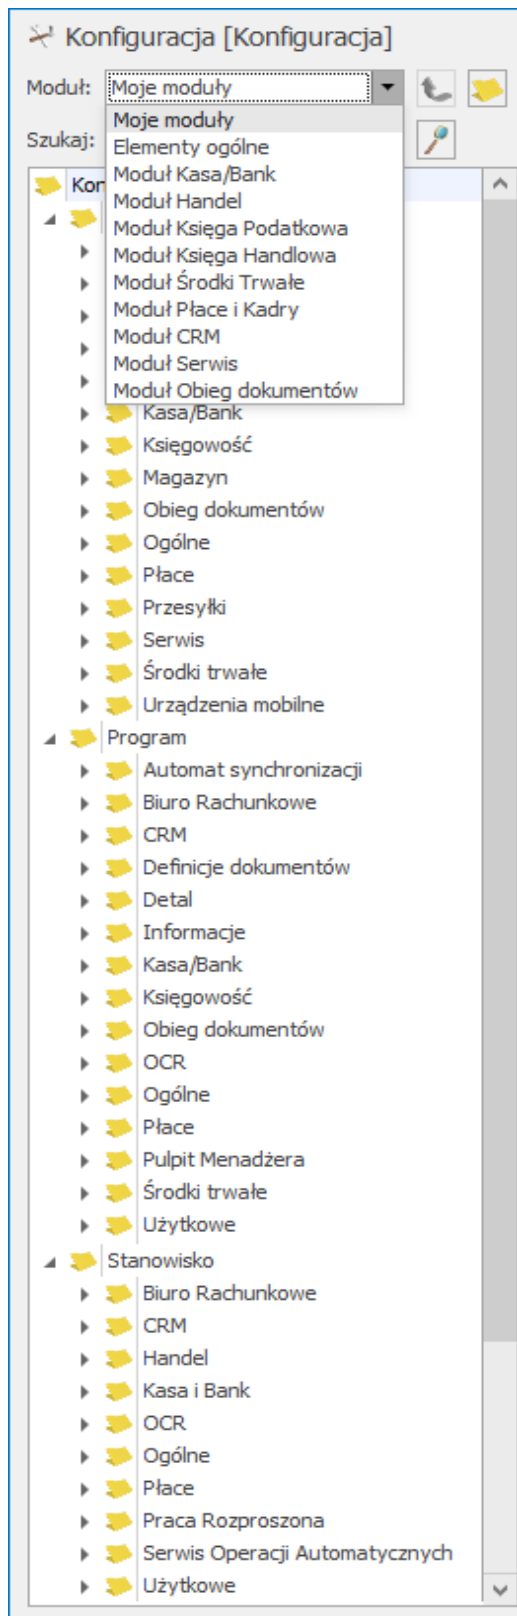 Konfiguracja [Konfiguracja]
Moduł: Moje moduły
Moje moduły
Szukaj:
Elementy ogólne
Moduł Kasa/Bank
Moduł Handel
Moduł Księga Podatkowa
Moduł Księga Handlowa
Moduł Środki Trwałe
Moduł Płace i Kadry
Moduł CRM
Moduł Serwis
Moduł Obieg dokumentów
Kasa/Bank
Księgowość
Magazyn
Obieg dokumentów
Ogólne
Płace
Przesyłki
Serwis
Środki trwałe
Urządzenia mobilne
Program
Automat synchronizacji
Biuro Rachunkowe
CRM
Definicje dokumentów
Detal
Informacje
Kasa/Bank
Księgowość
Obieg dokumentów
OCR
Ogólne
Płace
Pulpit Menadżera
Środki trwałe
Użytkowe
Stanowisko
Biuro Rachunkowe
CRM
Handel
Kasa i Bank
OCR
Ogólne
Płace
Praca Rozproszona
Serwis Operacji Automatycznych
Użytkowe